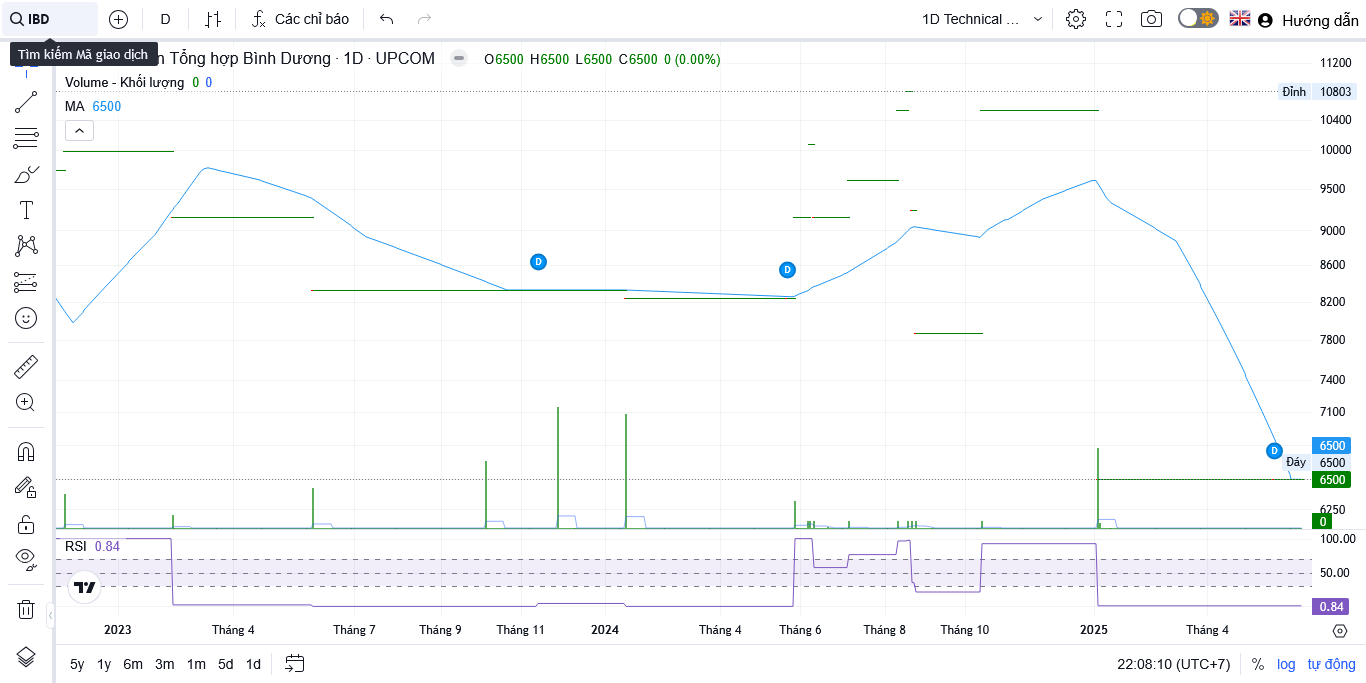 IBD
D
Các chỉ báo
1D Technical ...
Hướng dẫn
Tìm kiếm Mã giao dịch
n Tổng hợp Bình Dương · 1D · UPCOM
O6500 H6500 L6500 C6500 0 (0.00%)
Volume - Khối lượng 0 0
MA 6500
11200
Đỉnh 10803
10400
10000
9500
9000
8600
8200
7800
7400
7100
6500
Đáy 6500
6500
6250
0
D
D
D
RSI 0.84
100.00
50.00
0.84
2023 Tháng 4 Tháng 7 Tháng 9 Tháng 11 2024 Tháng 4 Tháng 6 Tháng 8 Tháng 10 2025 Tháng 4
5y 1y 6m 3m 1m 5d 1d
22:08:10 (UTC+7) % log tự động